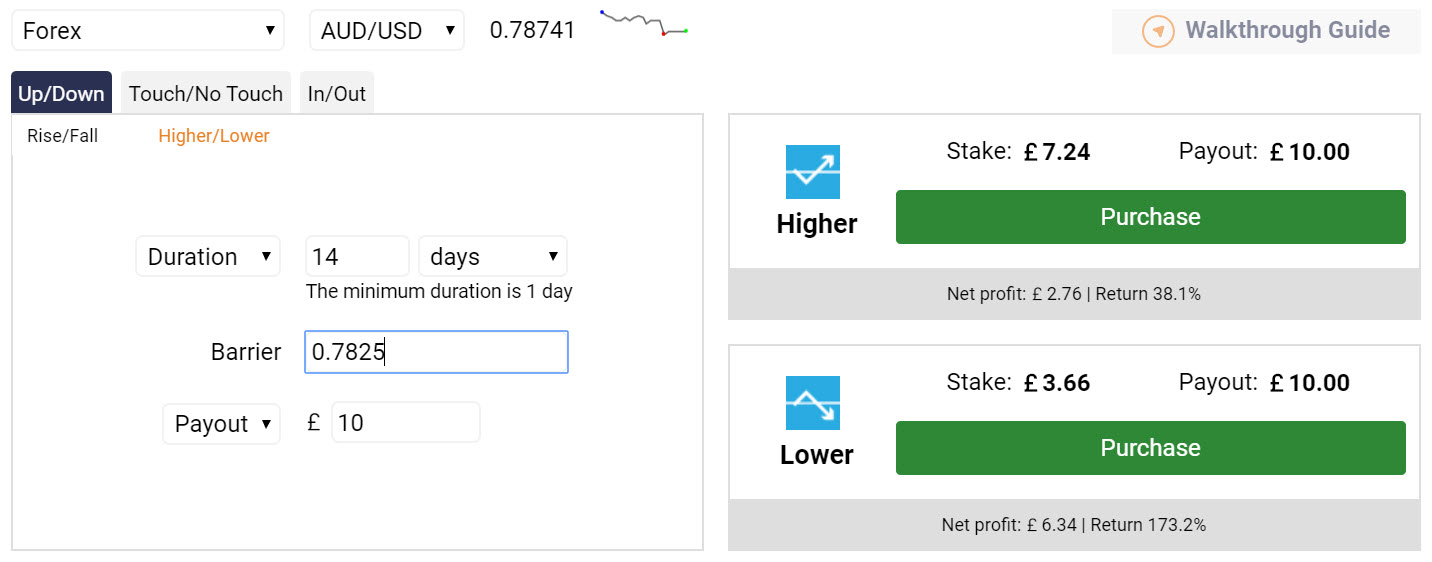 Forex AUD/USD 0.78741 Walkthrough Guide
Up/Down Touch/No Touch In/Out
Rise/Fall Higher/Lower
Duration 14 days
The minimum duration is 1 day
Barrier 0.7825
Payout £ 10
Stake: £ 7.24 Payout: £ 10.00
Higher
Purchase
Net profit: £ 2.76 | Return 38.1%
Stake: £ 3.66 Payout: £ 10.00
Lower
Purchase
Net profit: £ 6.34 | Return 173.2%